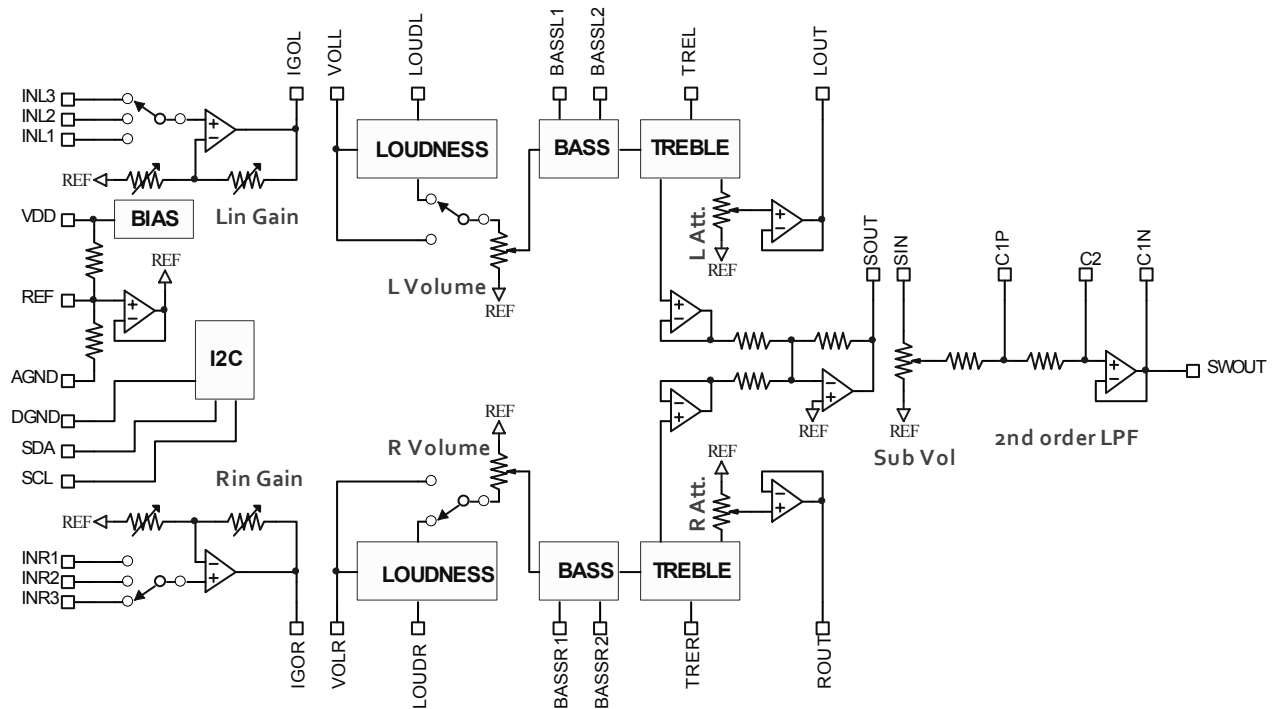 IGOL
VOLL
LOUDL
BASSL1
BASSL2
TREL
LOUT
INL3
INL2
INL1
LOUDNESS
BASS
TREBLE
REF
Lin Gain
VDD
BIAS
L Att.
REF
L Volume
REF
REF
REF
SOUT
SIN
C1P
C2
C1N
I2C
AGND
DGND
SDA
SCL
SWOUT
REF
REF
Sub Vol
2nd order LPF
REF
R Volume
Rin Gain
REF
R Att.
REF
INR1
INR2
INR3
LOUDNESS
BASS
TREBLE
IGOR
VOLR
LOUDR
BASSR1
BASSR2
TRER
ROUT